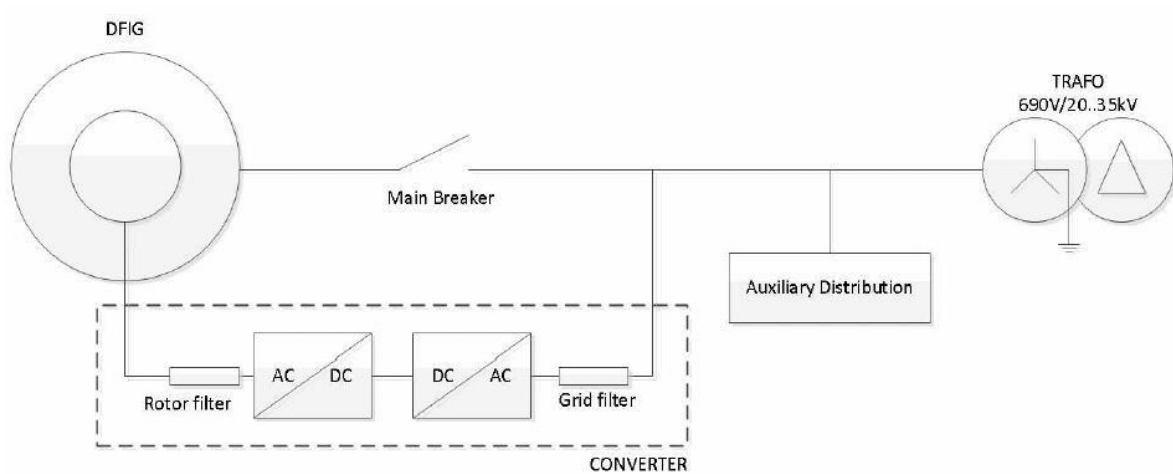 DFIG
TRAFO
690V/20..35kV
Main Breaker
Auxiliary Distribution
AC
DC
DC
AC
Rotor filter
Grid filter
CONVERTER